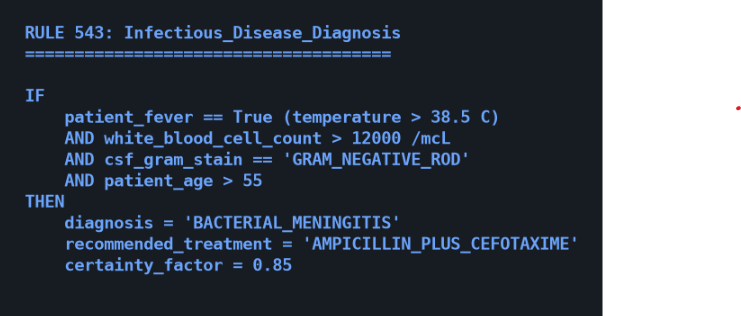 RULE 543: Infectious_Disease_Diagnosis
=====================================
IF
patient_fever == True (temperature > 38.5 C)
AND white_blood_cell_count > 12000 /mcL
AND csf_gram_stain == 'GRAM_NEGATIVE_ROD'
AND patient_age > 55
THEN
diagnosis = 'BACTERIAL_MENINGITIS'
recommended_treatment = 'AMPICILLIN_PLUS_CEFOTAXIME'
certainty_factor = 0.85